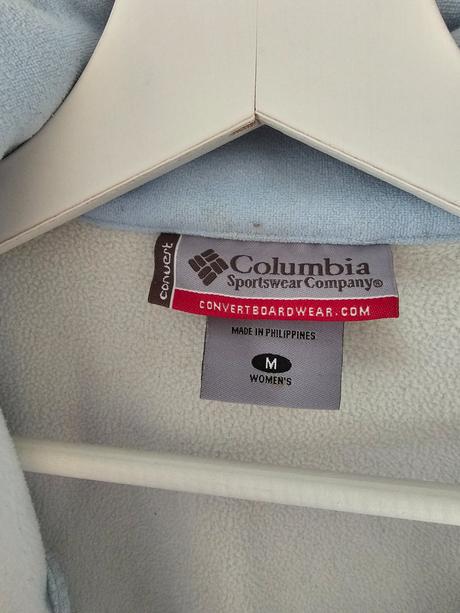 convert
Columbia
Sportswear Company®
CONVERTBOARDWEAR.COM
MADE IN PHILIPPINES
M
WOMEN'S